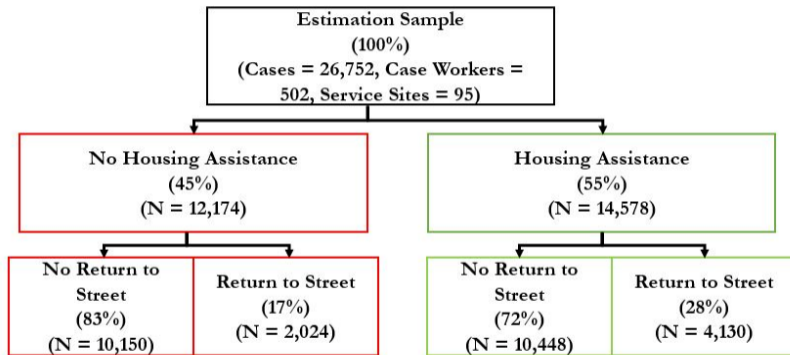 Estimation Sample
(100%)
(Cases = 26,752, Case Workers =
502, Service Sites = 95)
No Housing Assistance
(45%)
(N = 12,174)
Housing Assistance
(55%)
(N = 14,578)
No Return to
Street
(83%)
(N = 10,150)
Return to Street
(17%)
(N = 2,024)
No Return to
Street
(72%)
(N = 10,448)
Return to Street
(28%)
(N = 4,130)